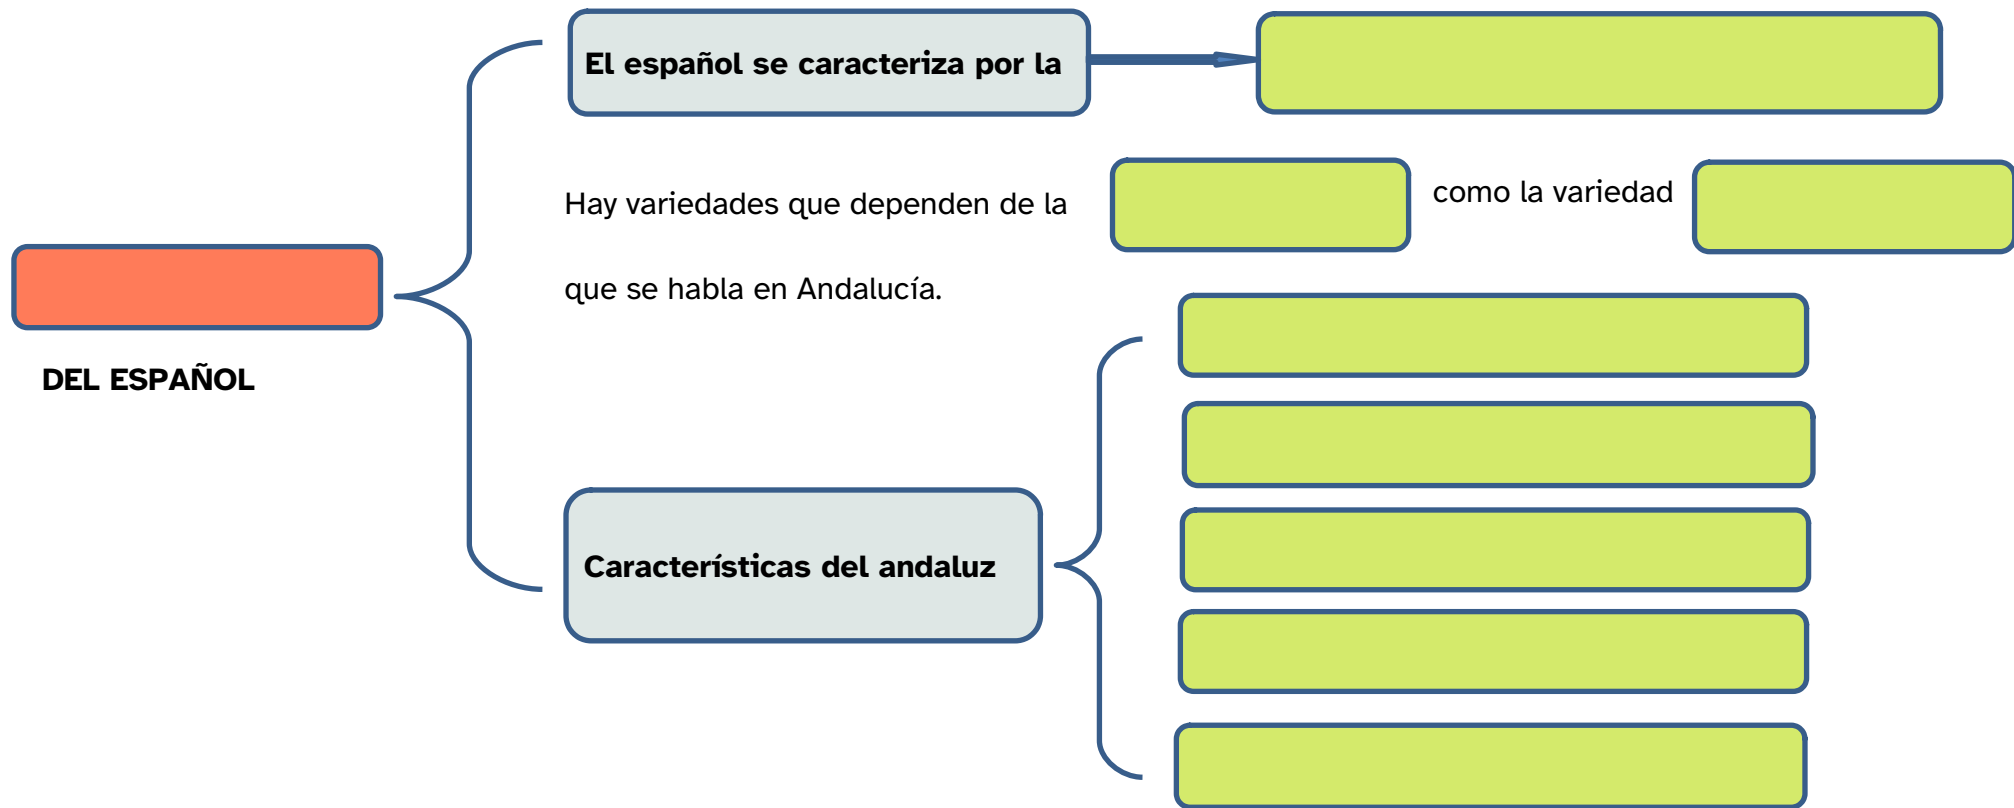 El español se caracteriza por la
Hay variedades que dependen de la
como la variedad
que se habla en Andalucía.
DEL ESPAÑOL
Características del andaluz